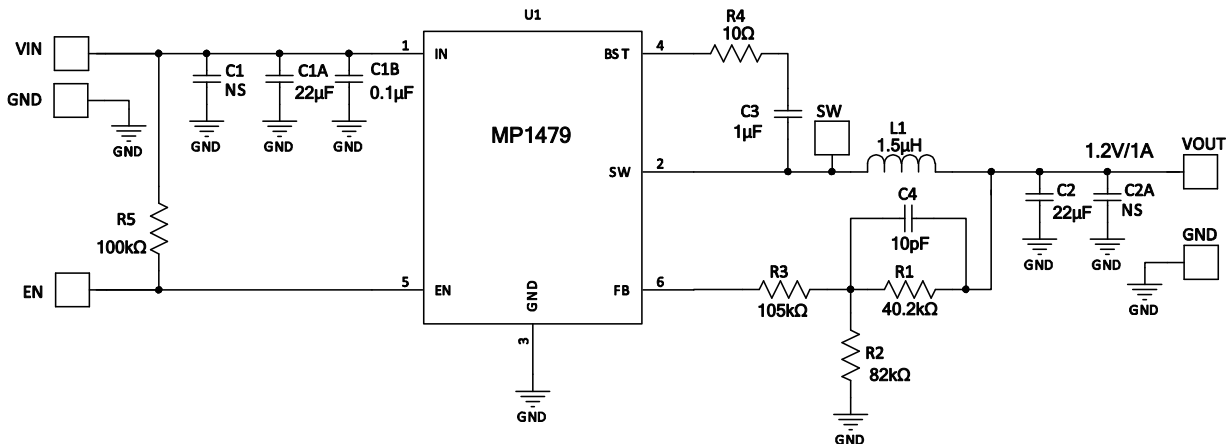 U1
VIN
GND
GND
1
IN
C1
NS
GND
C1A
22µF
GND
C1B
0.1µF
GND
MP1479
BST
4
R4
10Ω
C3
1µF
SW
SW
2
L1
1.5µH
1.2V/1A
VOUT
C2
22µF
GND
C2A
NS
GND
GND
GND
C4
10pF
R5
100kΩ
EN
5
EN
GND
3
GND
FB
6
R3
105kΩ
R1
40.2kΩ
R2
82kΩ
GND